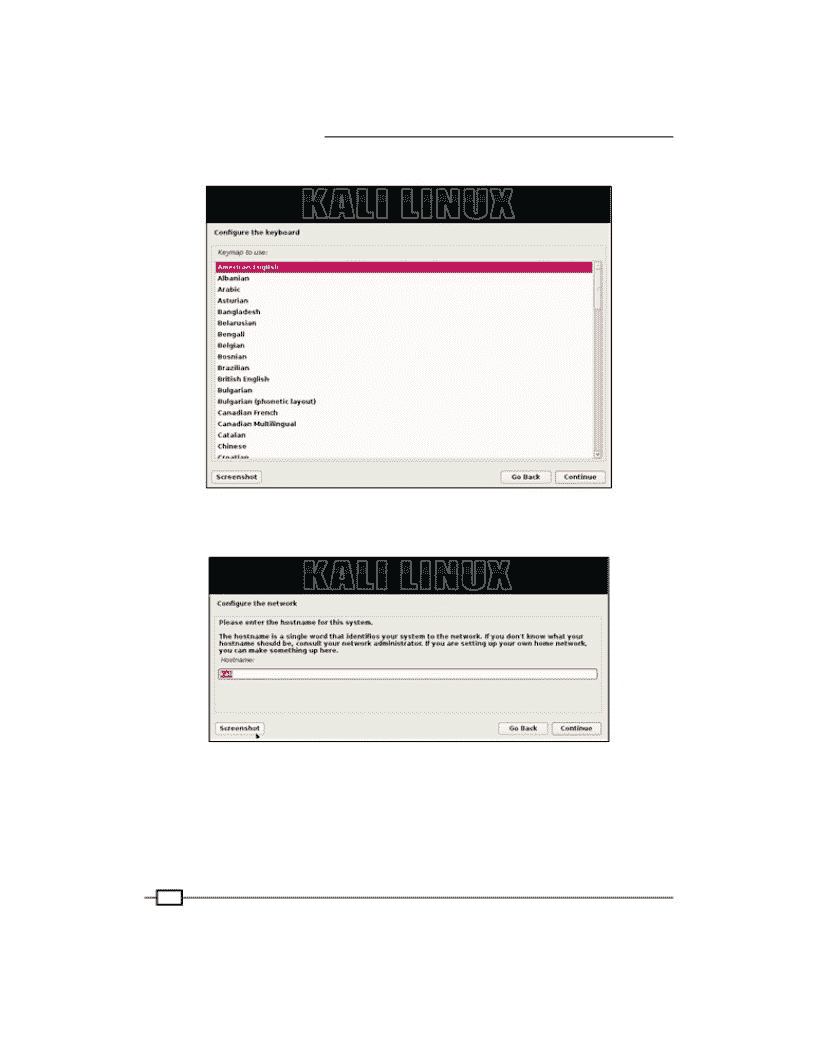 KALI LINUX
Configure the keyboard
Keymap to use:
American English
Albanian
Arabic
Asturian
Bangladesh
Belarusian
Bengali
Belgian
Bosnian
Brazilian
British English
Bulgarian
Bulgarian (phonetic layout)
Canadian French
Canadian Multilingual
Catalan
Chinese
Croatian
Screenshot
Go Back
Continue
KALI LINUX
Configure the network
Please enter the hostname for this system.
The hostname is a single word that identifies your system to the network. If you don't know what your
hostname should be, consult your network administrator. If you are setting up your own home network,
you can make something up here.
Hostname:
kali
Screenshot
Go Back
Continue